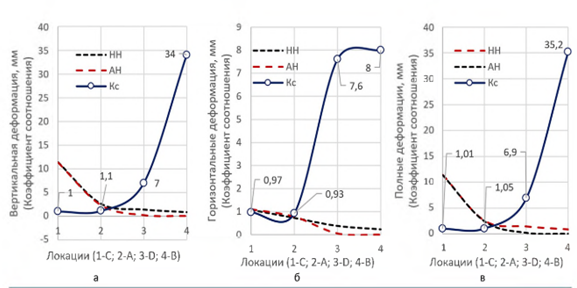 Вертикальная деформация, мм
(Коэффициент соотношения)
40
35
30
25
20
15
10
5
0
-5
НН
АН
Кс
34
1
1,1
7
1 2 3 4
Локации (1-С; 2-А; 3-D; 4-В)
а
Горизонтальные деформации, мм
(Коэффициент соотношения)
9
8
7
6
5
4
3
2
1
0
НН
АН
Кс
0,97
0,93
7,6
8
1 2 3 4
Локации (1-С; 2-А; 3-D; 4-В)
б
Полные деформации, мм
(Коэффициент соотношения)
40
35
30
25
20
15
10
5
0
НН
АН
Кс
35,2
1,01
1,05
6,9
1 2 3 4
Локации (1-С; 2-А; 3-D; 4-В)
в